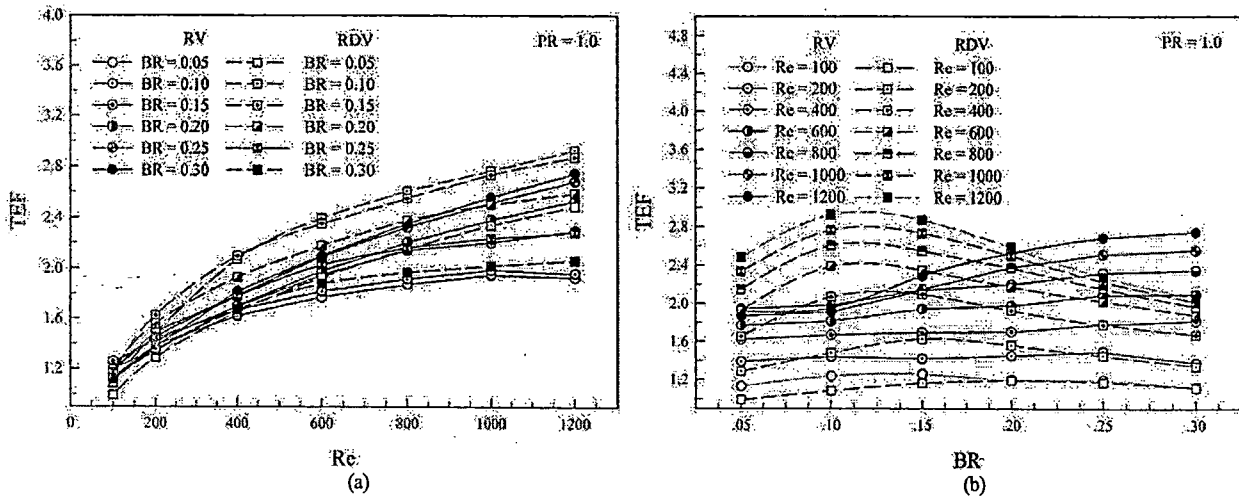 4.0
3.6
3.2
2.8
2.4
2.0
1.6
1.2
TEF
RV RDV PR = 1.0
BR = 0.05 BR = 0.05
BR = 0.10 BR = 0.10
BR = 0.15 BR = 0.15
BR = 0.20 BR = 0.20
BR = 0.25 BR = 0.25
BR = 0.30 BR = 0.30
200 400 600 800 1000 1200
Re
(a)
4.8
4.4
4.0
3.6
3.2
2.8
2.4
2.0
1.6
1.2
TEF
RV RDV PR = 1.0
Re = 100 Re = 100
Re = 200 Re = 200
Re = 400 Re = 400
Re = 600 Re = 600
Re = 800 Re = 800
Re = 1000 Re = 1000
Re = 1200 Re = 1200
.05 .10 .15 .20 .25 .30
BR
(b)